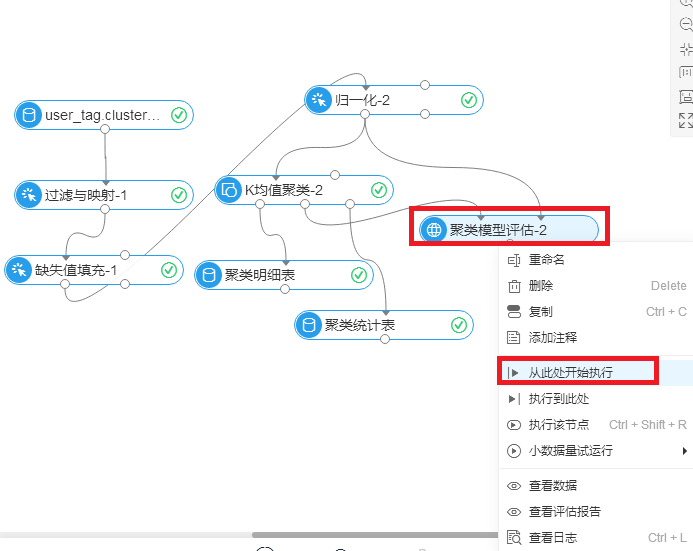 归一化-2
user_tag.cluster...
K均值聚类-2
过滤与映射-1
聚类模型评估-2
缺失值填充-1
聚类明细表
聚类统计表
重命名
删除 Delete
复制 Ctrl + C
添加注释
从此处开始执行
执行到此处
执行该节点 Ctrl + Shift + R
小数据量试运行
查看数据
查看评估报告
查看日志 Ctrl + L